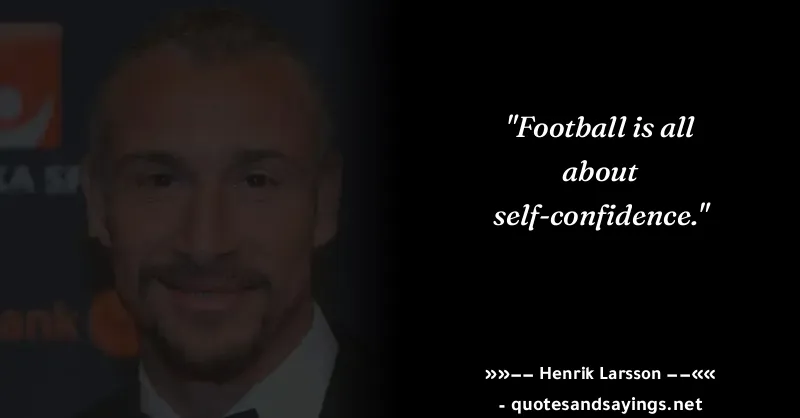 "Football is all
about
self-confidence."
»»−− Henrik Larsson −−««
- quotesandsayings.net